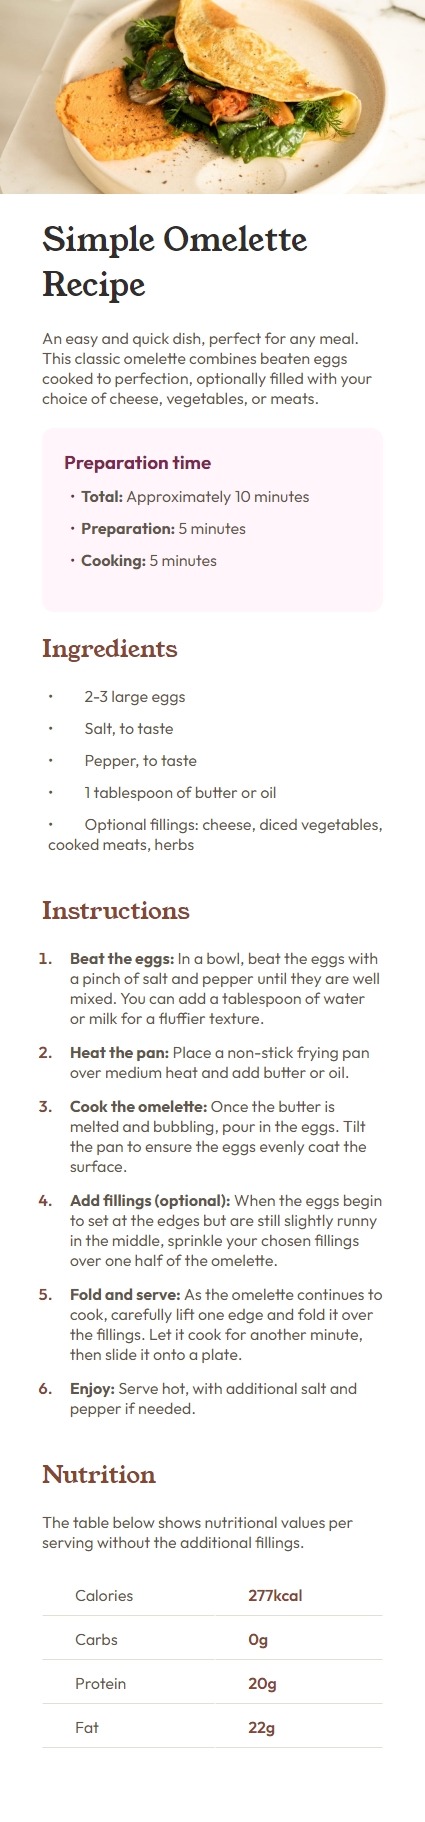 Simple Omelette
Recipe
An easy and quick dish, perfect for any meal.
This classic omelette combines beaten eggs
cooked to perfection, optionally filled with your
choice of cheese, vegetables, or meats.
Preparation time
• Total: Approximately 10 minutes
• Preparation: 5 minutes
• Cooking: 5 minutes
Ingredients
• 2-3 large eggs
• Salt, to taste
• Pepper, to taste
• 1 tablespoon of butter or oil
• Optional fillings: cheese, diced vegetables,
cooked meats, herbs
Instructions
1. Beat the eggs: In a bowl, beat the eggs with
a pinch of salt and pepper until they are well
mixed. You can add a tablespoon of water
or milk for a fluffier texture.
2. Heat the pan: Place a non-stick frying pan
over medium heat and add butter or oil.
3. Cook the omelette: Once the butter is
melted and bubbling, pour in the eggs. Tilt
the pan to ensure the eggs evenly coat the
surface.
4. Add fillings (optional): When the eggs begin
to set at the edges but are still slightly runny
in the middle, sprinkle your chosen fillings
over one half of the omelette.
5. Fold and serve: As the omelette continues to
cook, carefully lift one edge and fold it over
the fillings. Let it cook for another minute,
then slide it onto a plate.
6. Enjoy: Serve hot, with additional salt and
pepper if needed.
Nutrition
The table below shows nutritional values per
serving without the additional fillings.
Calories 277kcal
Carbs 0g
Protein 20g
Fat 22g